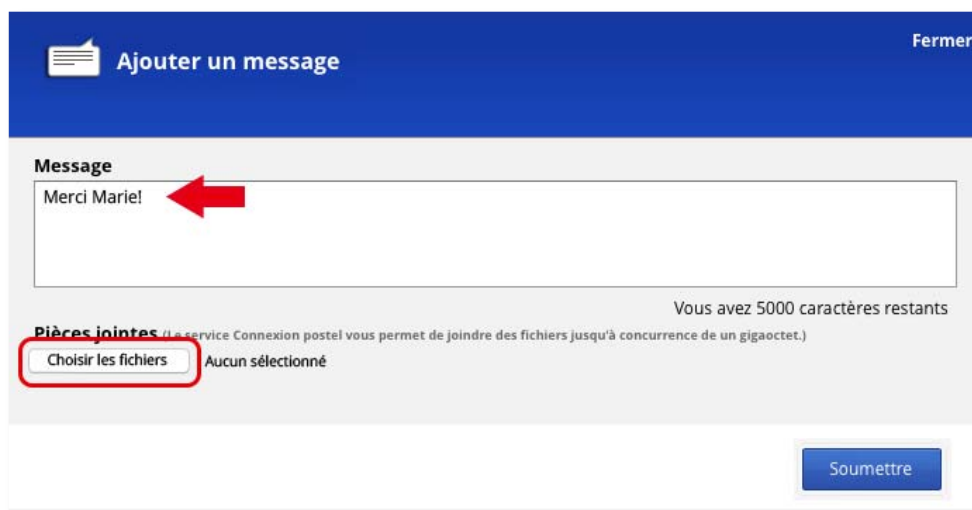 Ajouter un message
Fermer
Message
Merci Marie!
Vous avez 5000 caractères restants
Pièces jointes (Le service Connexion postel vous permet de joindre des fichiers jusqu'à concurrence de un gigaoctet.)
Choisir les fichiers Aucun sélectionné
Soumettre